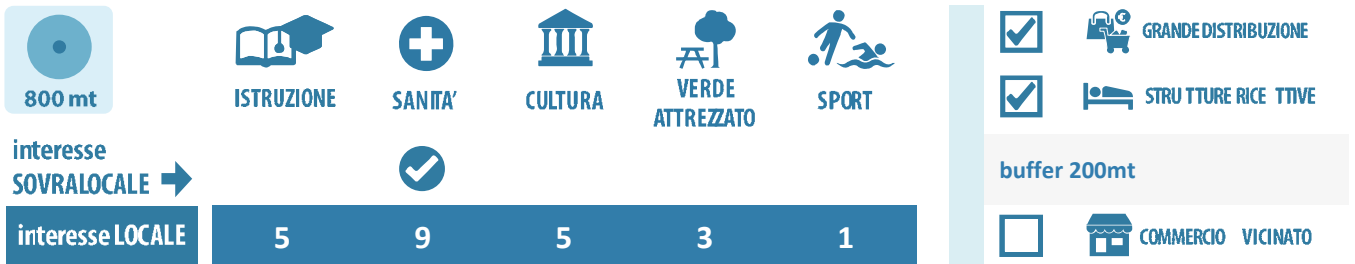 800 mt
ISTRUZIONE
SANITA'
CULTURA
VERDE
ATTREZZATO
SPORT
interesse
SOVRALOCALE
interesse LOCALE
5 9 5 3 1
€
GRANDE DISTRIBUZIONE
STRU TTURE RICE TTIVE
buffer 200mt
COMMERCIO VICINATO